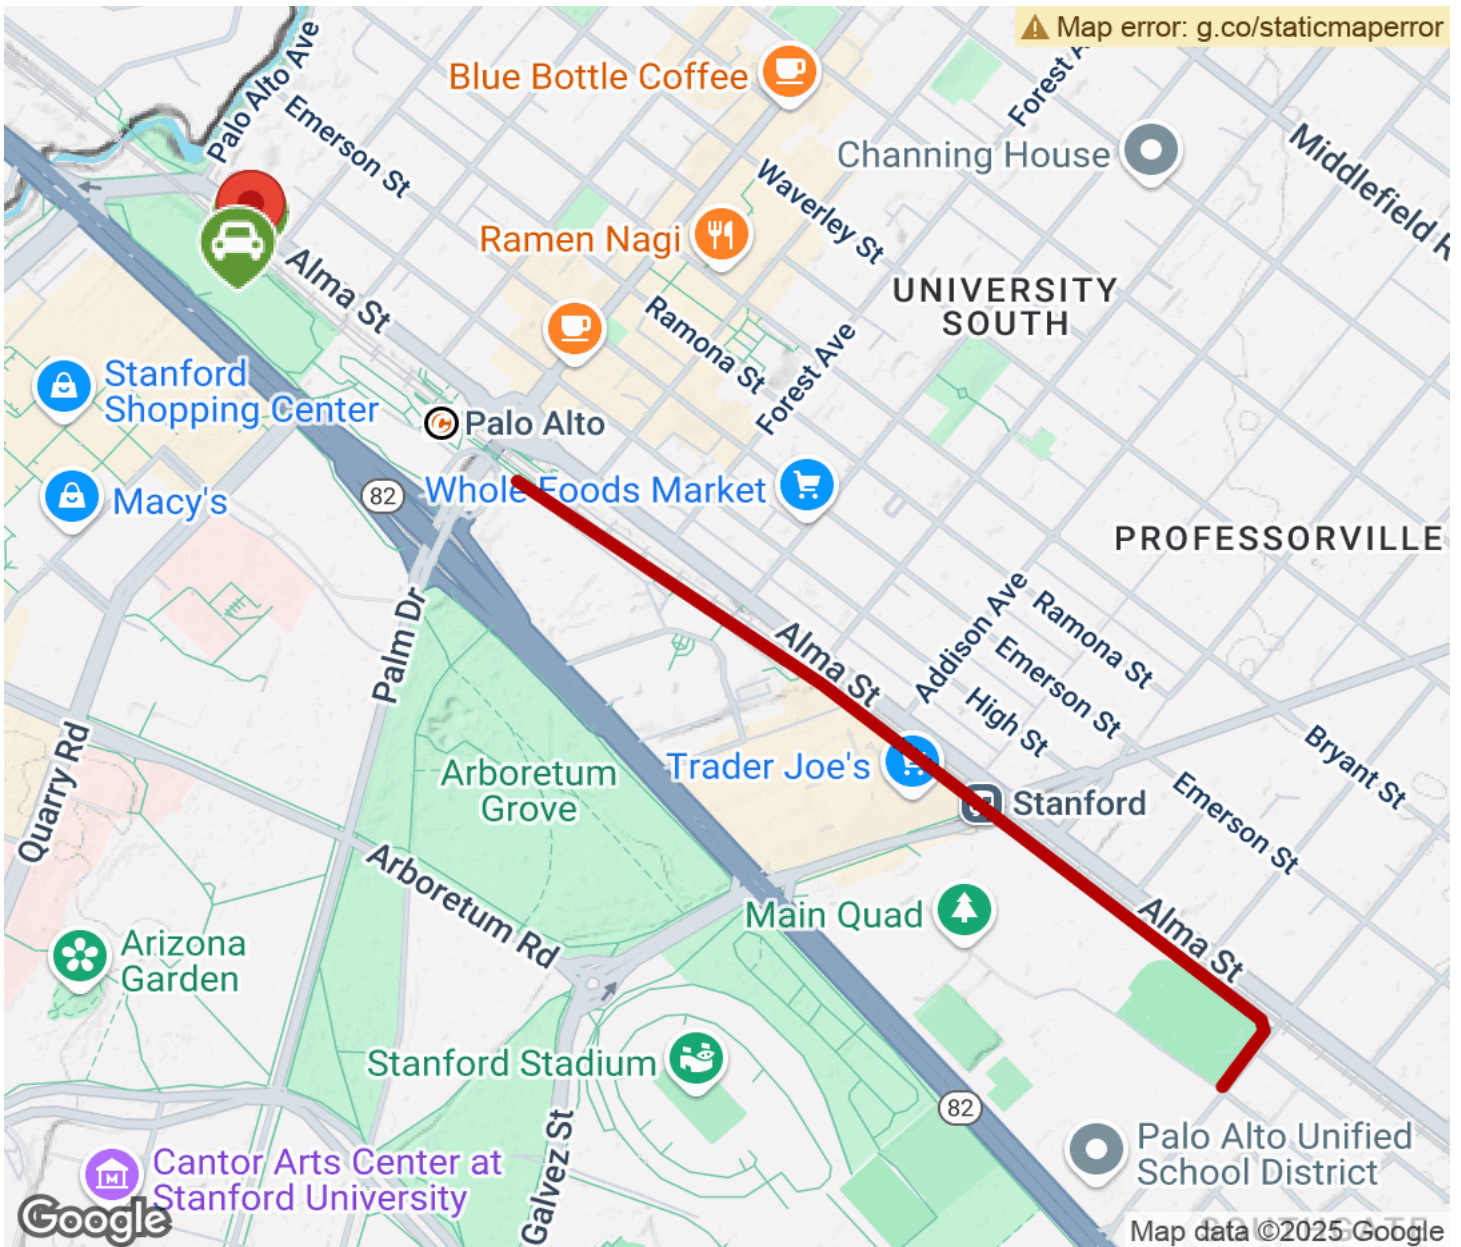 Map error: g.co/staticmaperror
Palo Alto Ave
Emerson St
Blue Bottle Coffee
Forest
Channing House
Middlefield R
Waverley St
Ramen Nagi
Alma St
UNIVERSITY
SOUTH
Ramona St
Forest Ave
Stanford
Shopping Center
Palo Alto
Macy's
82
Whole Foods Market
PROFESSORVILLE
Palm Dr
Addison Ave
Ramona St
Alma St
Emerson St
High St
Quarry Rd
Arboretum
Grove
Trader Joe's
Stanford
Bryant St
Emerson St
Arboretum Rd
Main Quad
Alma St
Arizona
Garden
Stanford Stadium
82
Galvez St
Palo Alto Unified
School District
Cantor Arts Center at
Stanford University
Google
Map data ©2025 Google